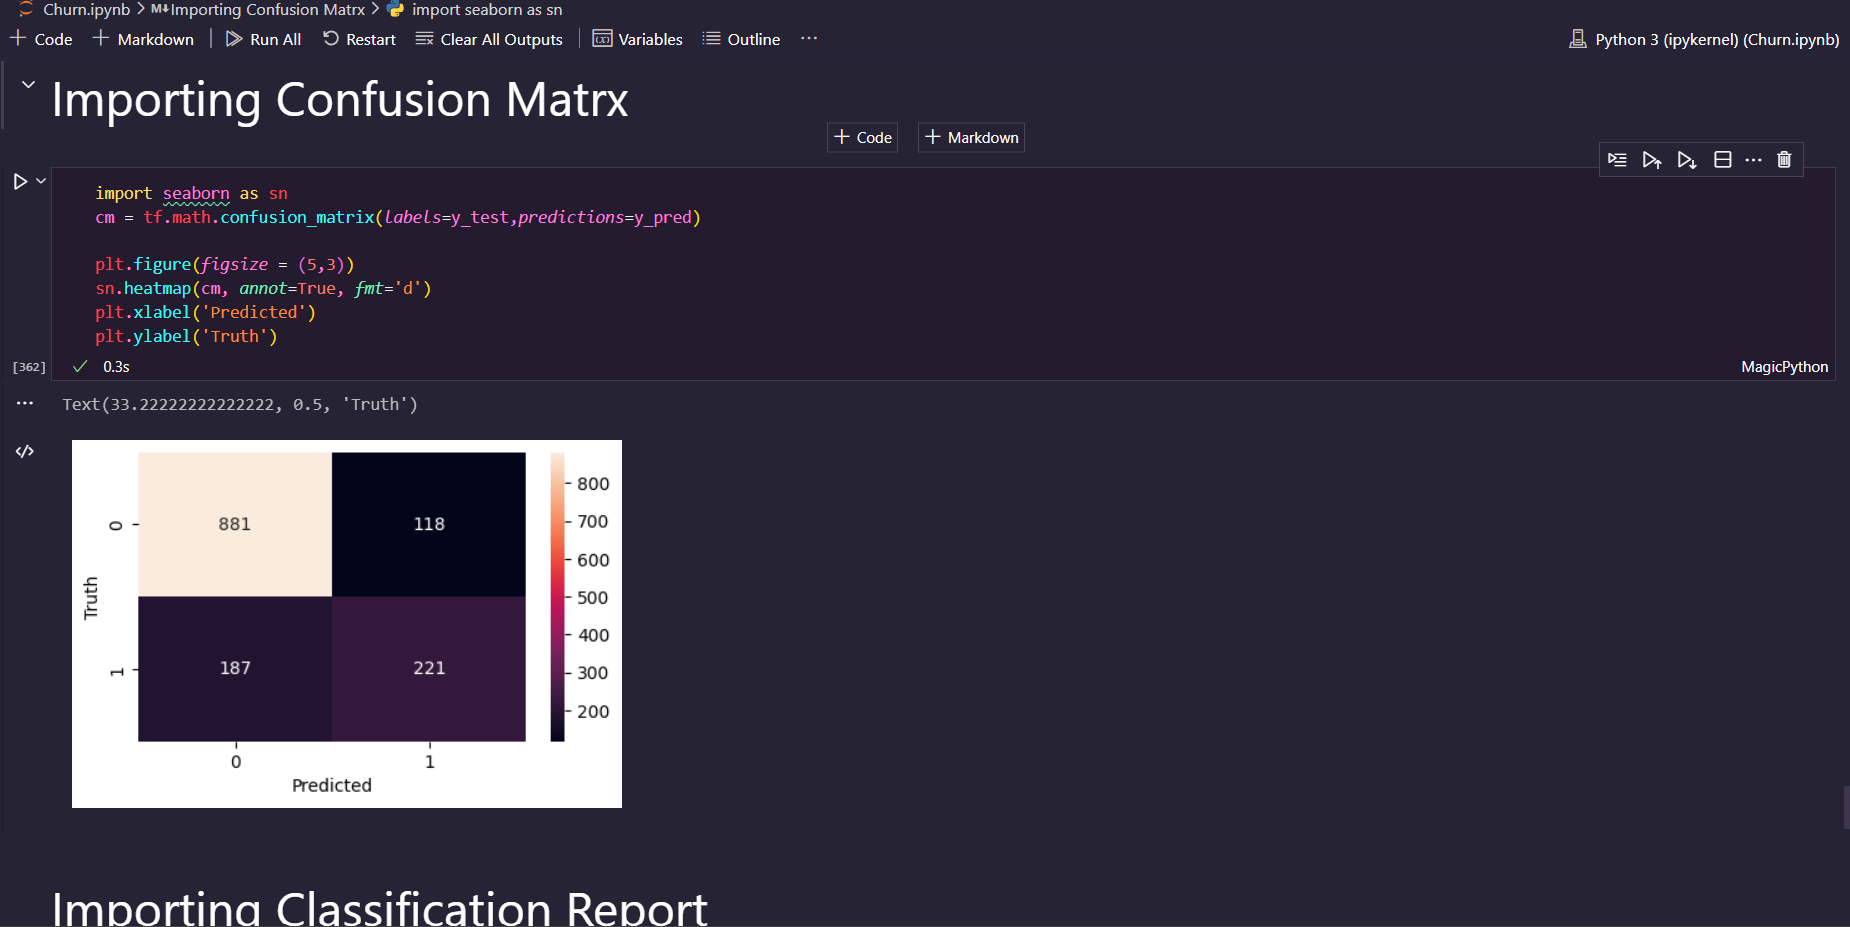 Churn.ipynb > M↓Importing Confusion Matrx > import seaborn as sn
+ Code + Markdown | Run All Restart Clear All Outputs | Variables Outline ...
Python 3 (ipykernel) (Churn.ipynb)
Importing Confusion Matrx
+ Code + Markdown
import seaborn as sn
cm = tf.math.confusion_matrix(labels=y_test,predictions=y_pred)
plt.figure(figsize = (5,3))
sn.heatmap(cm, annot=True, fmt='d')
plt.xlabel('Predicted')
plt.ylabel('Truth')
[362] ✓ 0.3s
MagicPython
Text(33.22222222222222, 0.5, 'Truth')
881 118
187 221
0
1
Truth
0 1
Predicted
800
700
600
500
400
300
200
Importing Classification Report